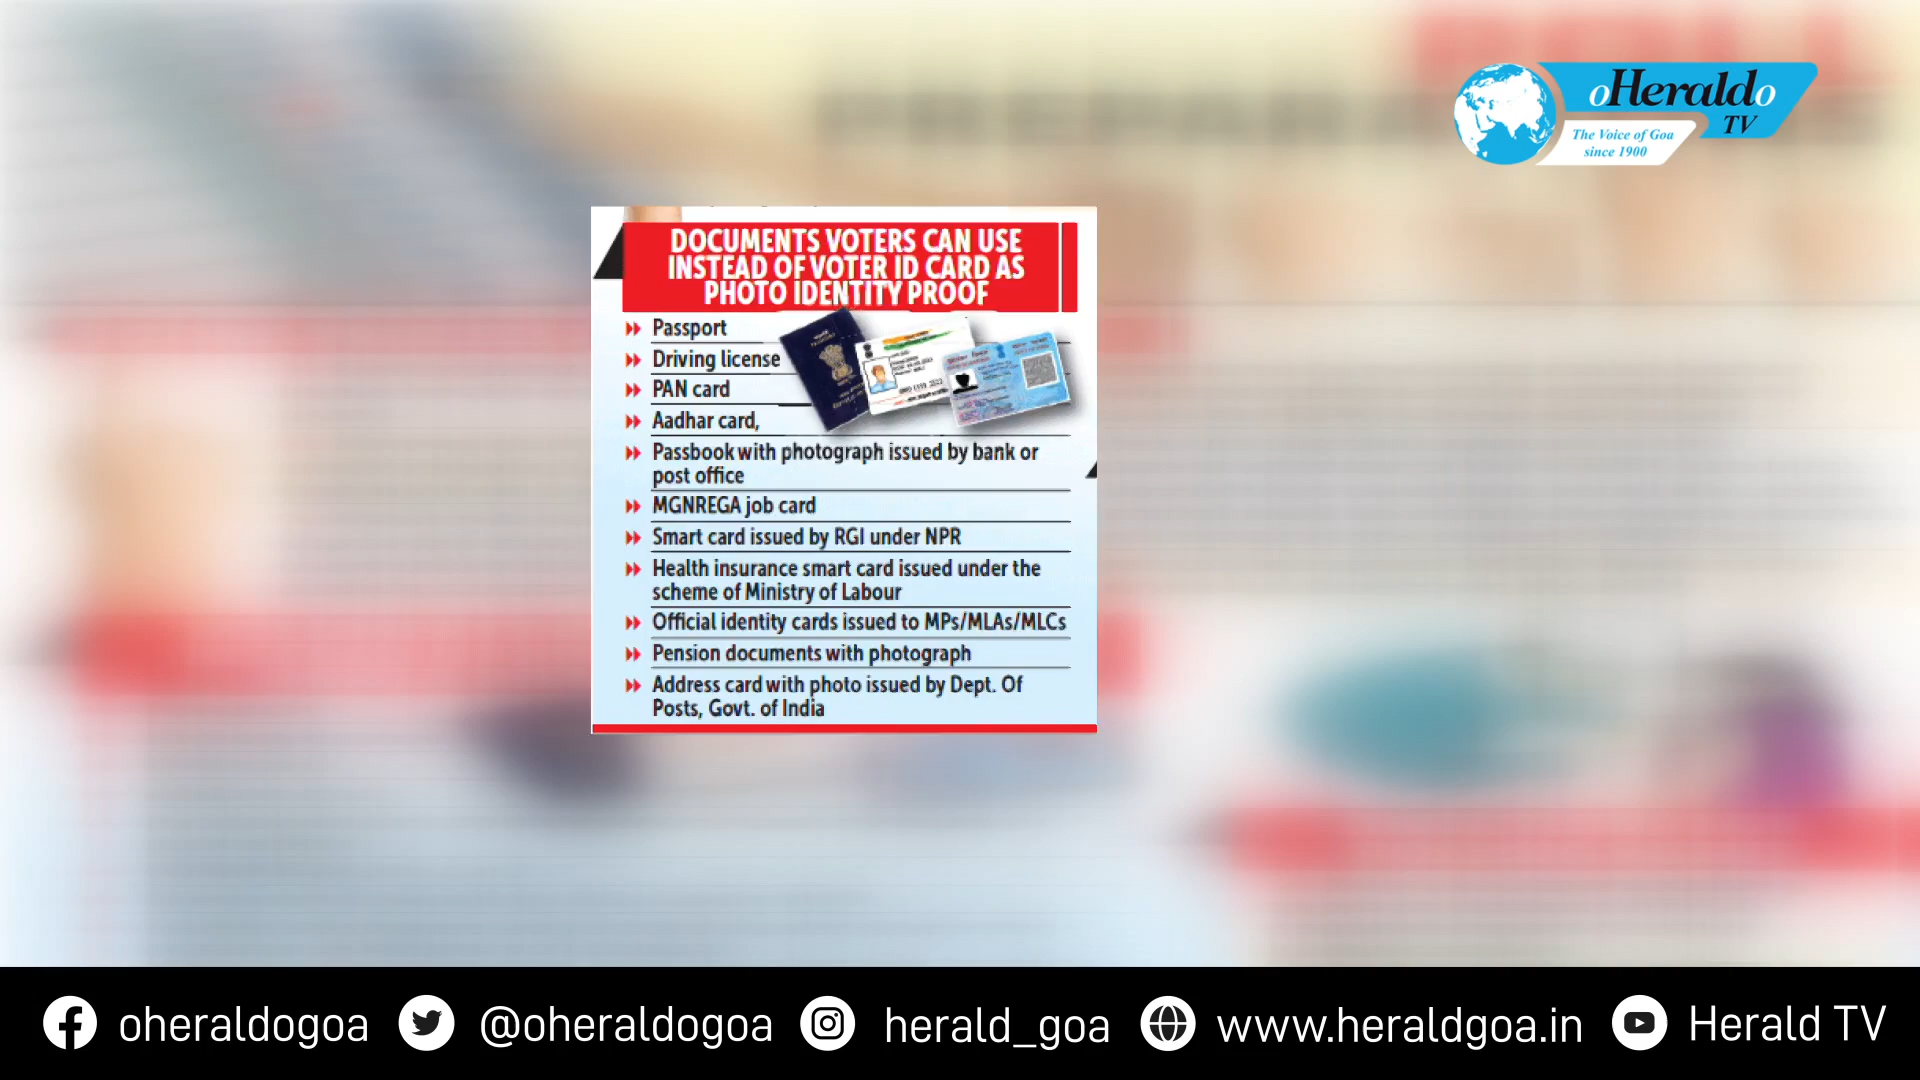 oHeraldo
TV
The Voice of Goa
since 1900
DOCUMENTS VOTERS CAN USE
INSTEAD OF VOTER ID CARD AS
PHOTO IDENTITY PROOF
Passport
Driving license
PAN card
Aadhar card,
Passbook with photograph issued by bank or
post office
MGNREGA job card
Smart card issued by RGI under NPR
Health insurance smart card issued under the
scheme of Ministry of Labour
Official identity cards issued to MPs/MLAs/MLCs
Pension documents with photograph
Address card with photo issued by Dept. Of
Posts, Govt. of India
oheraldogoa @oheraldogoa herald_goa www.heraldgoa.in Herald TV